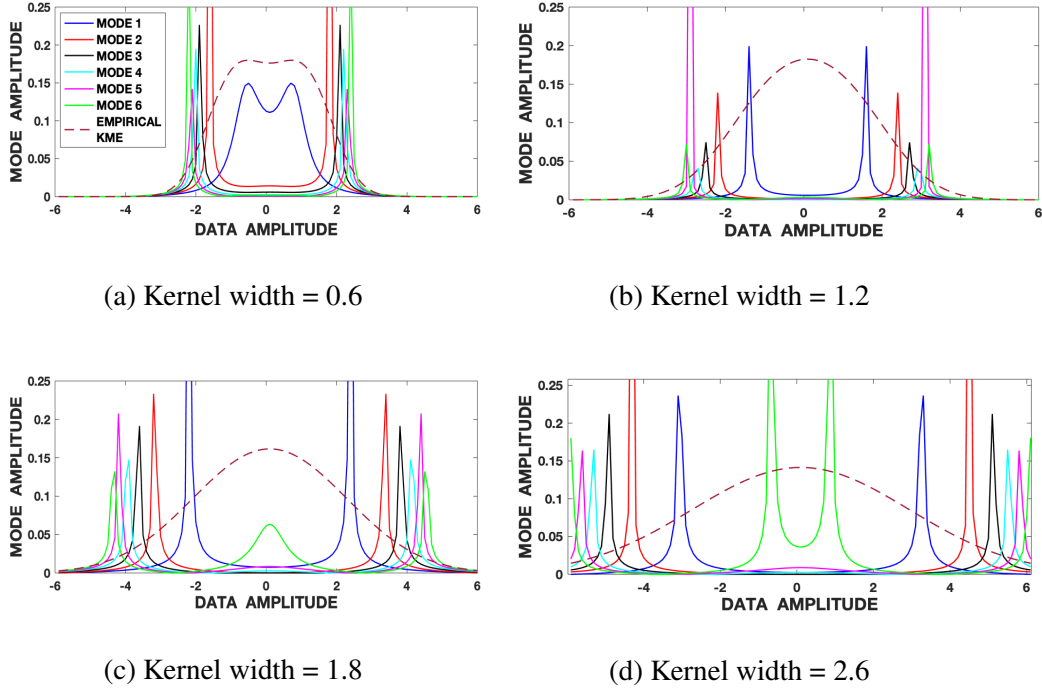 0.25
0.2
0.15
0.1
0.05
0
MODE AMPLITUDE
MODE 1
MODE 2
MODE 3
MODE 4
MODE 5
MODE 6
EMPIRICAL
KME
-6 -4 -2 0 2 4 6
DATA AMPLITUDE
(a) Kernel width = 0.6
0.25
0.2
0.15
0.1
0.05
0
MODE AMPLITUDE
-6 -4 -2 0 2 4 6
DATA AMPLITUDE
(b) Kernel width = 1.2
0.25
0.2
0.15
0.1
0.05
0
MODE AMPLITUDE
-6 -4 -2 0 2 4 6
DATA AMPLITUDE
(c) Kernel width = 1.8
0.25
0.2
0.15
0.1
0.05
0
MODE AMPLITUDE
-4 -2 0 2 4 6
DATA AMPLITUDE
(d) Kernel width = 2.6